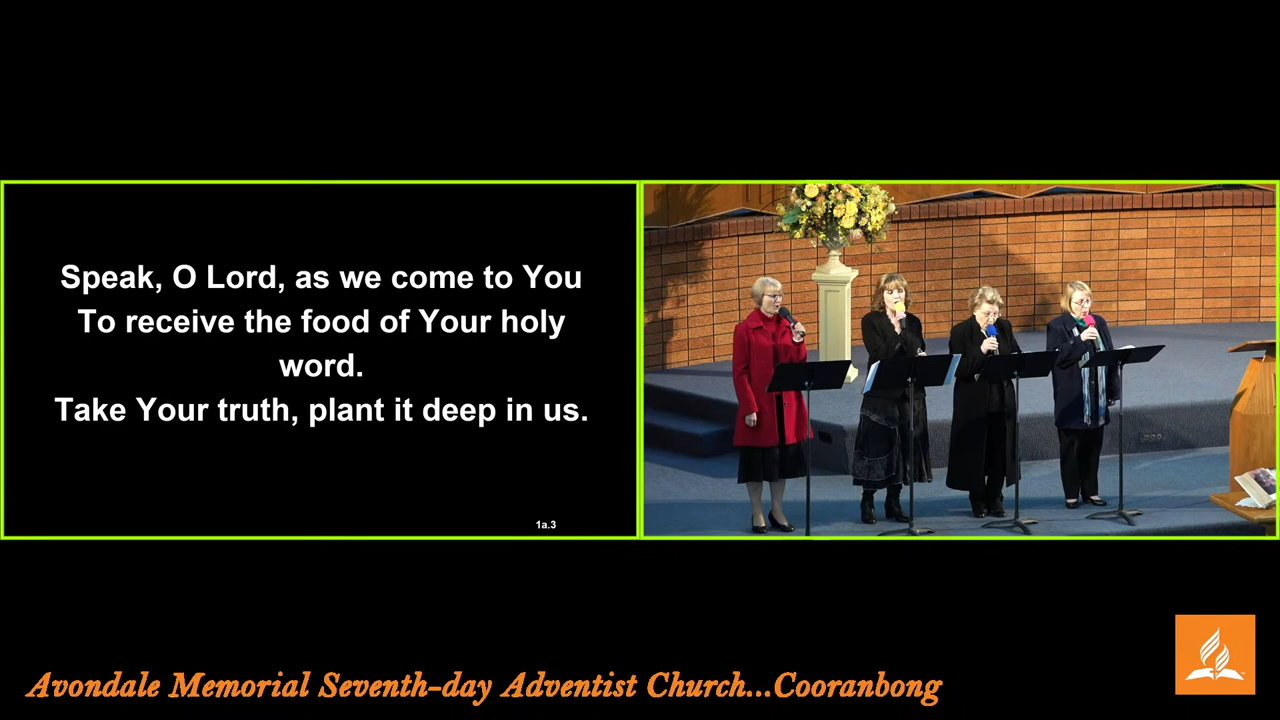 Speak, O Lord, as we come to You
To receive the food of Your holy
word.
Take Your truth, plant it deep in us.
1a.3
Avondale Memorial Seventh-day Adventist Church...Cooranbong